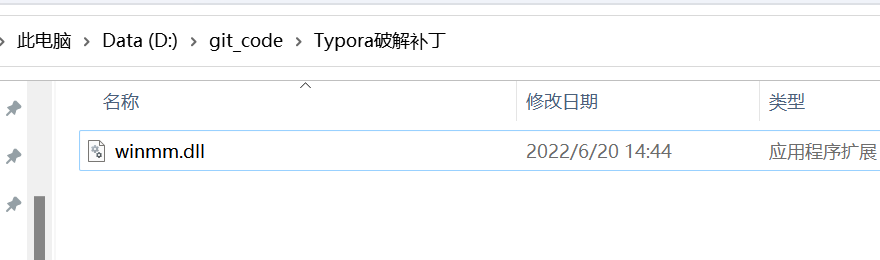 此电脑 > Data (D:) > git_code > Typora破解补丁
名称 修改日期 类型
winmm.dll 2022/6/20 14:44 应用程序扩展